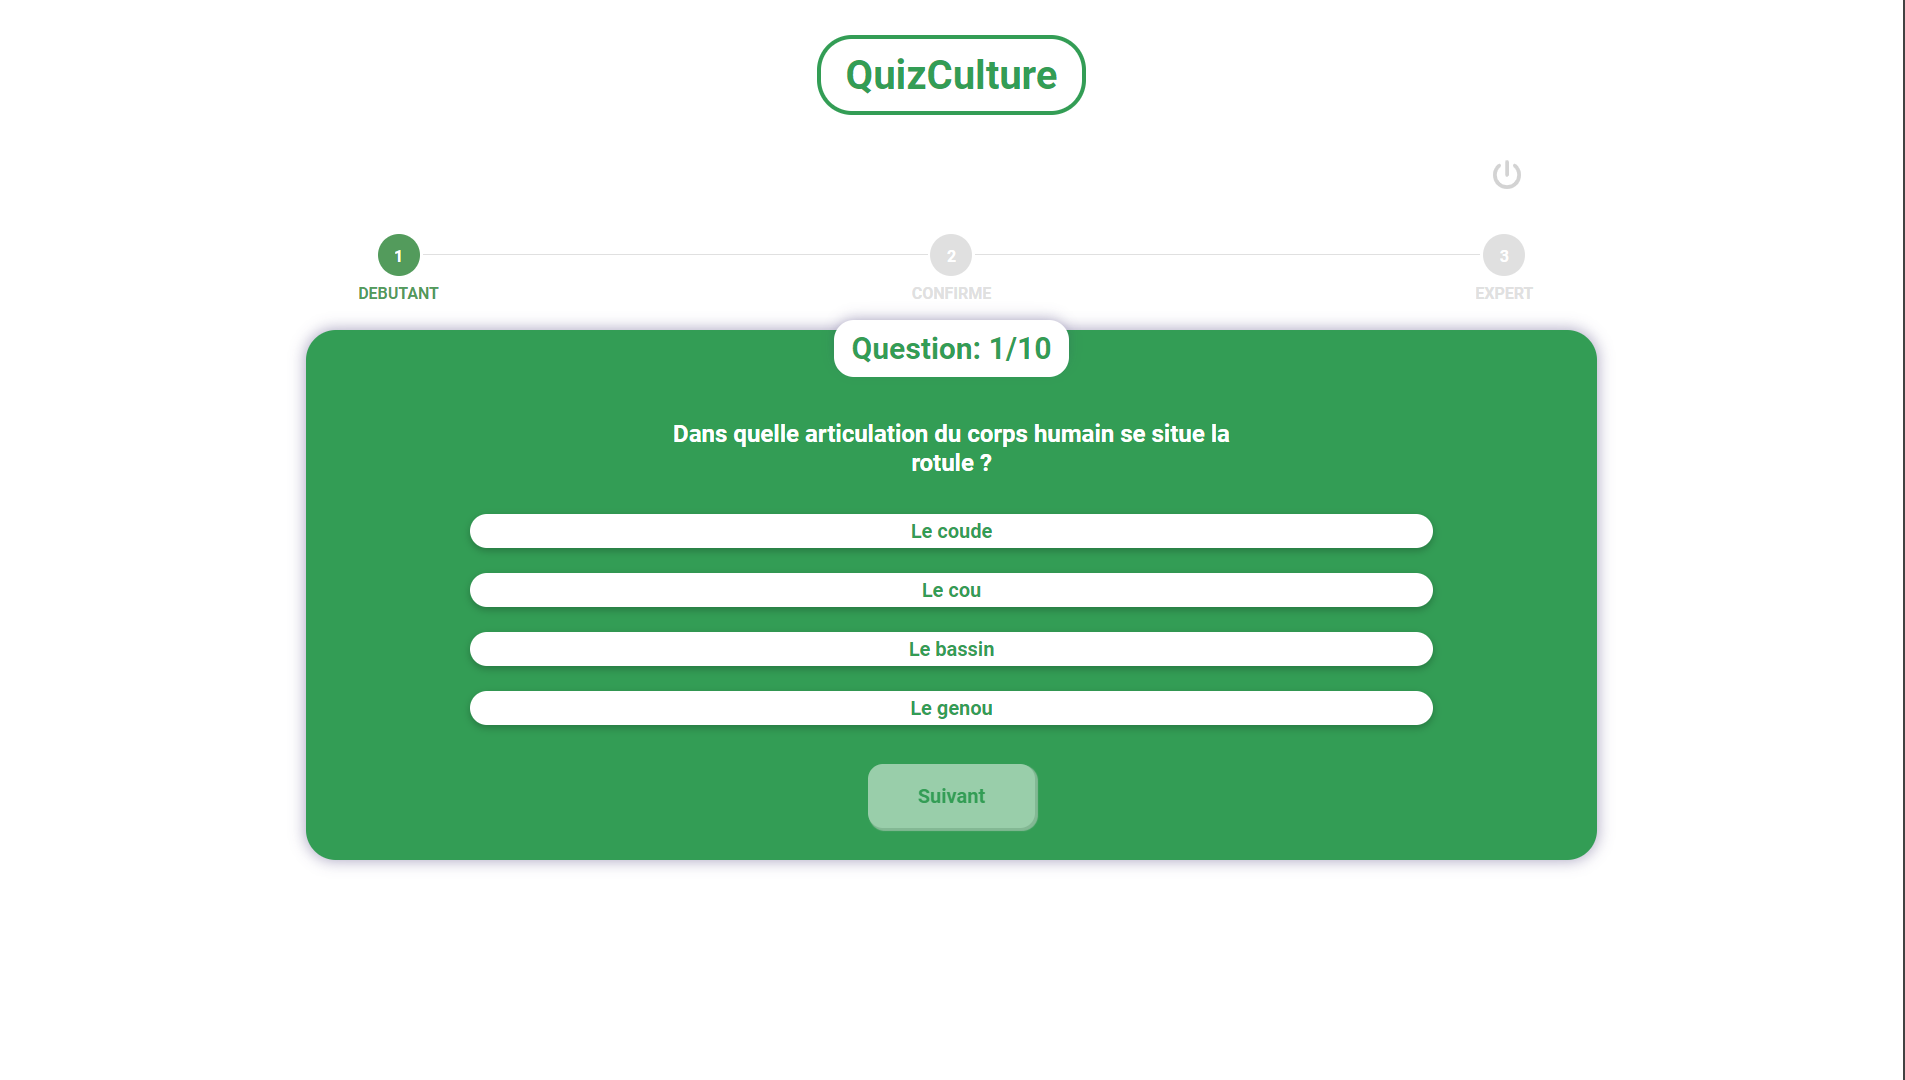 QuizCulture
1
2
3
DEBUTANT
CONFIRME
EXPERT
Question: 1/10
Dans quelle articulation du corps humain se situe la
rotule ?
Le coude
Le cou
Le bassin
Le genou
Suivant